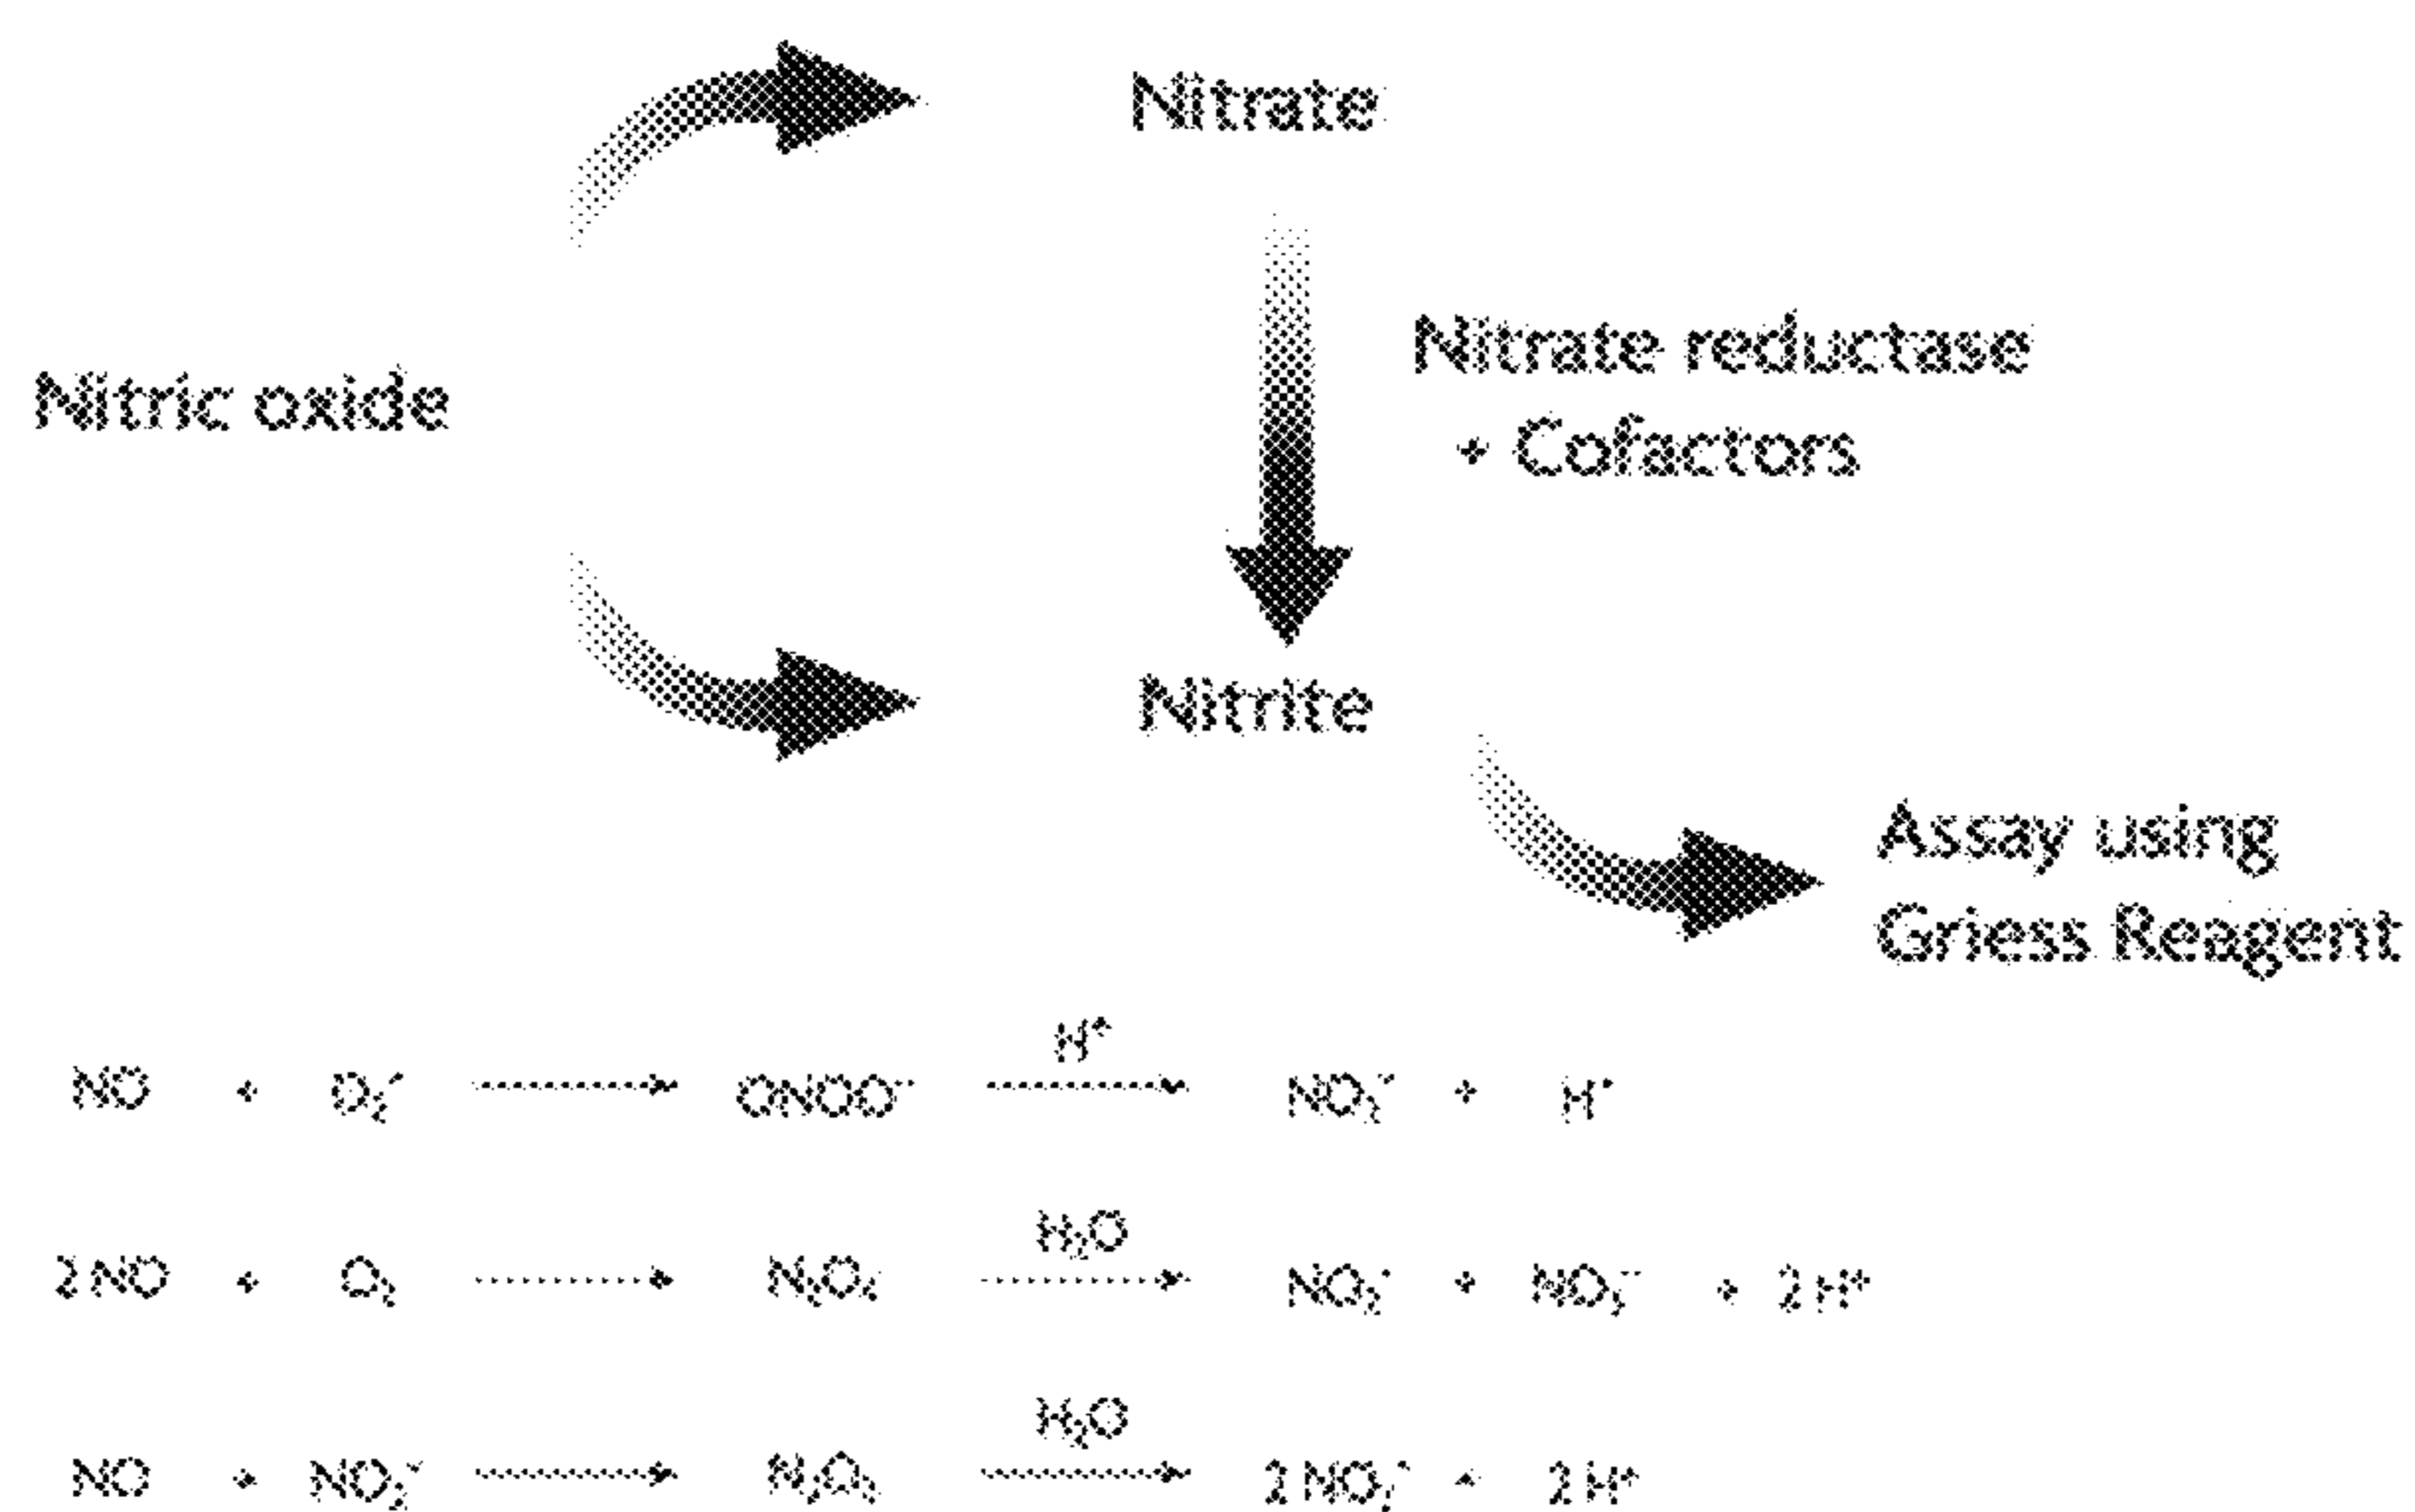 Nitrate
Nitrate reductase
+ Cofactors
Nitric oxide
Nitrite
Assay using
Griess Reagent
H⁺
NO + O₂⁻ ONOO⁻ NO₃⁻ + H⁺
H₂O
2 NO + O₂ N₂O₄ NO₂⁻ + NO₃⁻ + 2 H⁺
H₂O
NO + NO₂ N₂O₃ 2 NO₂⁻ + 2 H⁺